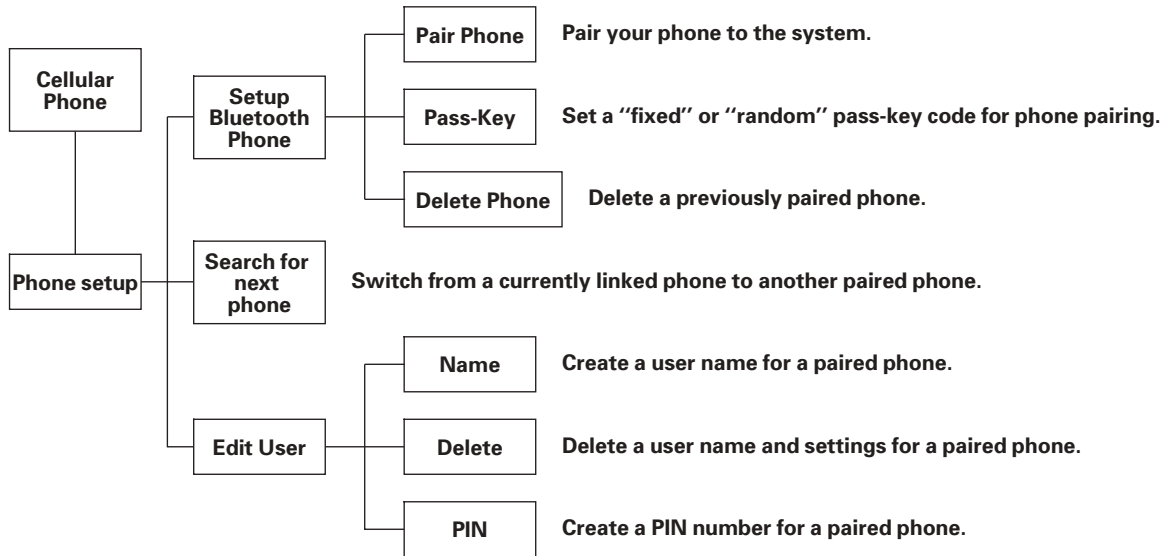 Cellular
Phone
Phone setup
Setup
Bluetooth
Phone
Pair Phone
Pair your phone to the system.
Pass-Key
Set a ‘‘fixed’’ or ‘‘random’’ pass-key code for phone pairing.
Delete Phone
Delete a previously paired phone.
Search for
next
phone
Switch from a currently linked phone to another paired phone.
Edit User
Name
Create a user name for a paired phone.
Delete
Delete a user name and settings for a paired phone.
PIN
Create a PIN number for a paired phone.